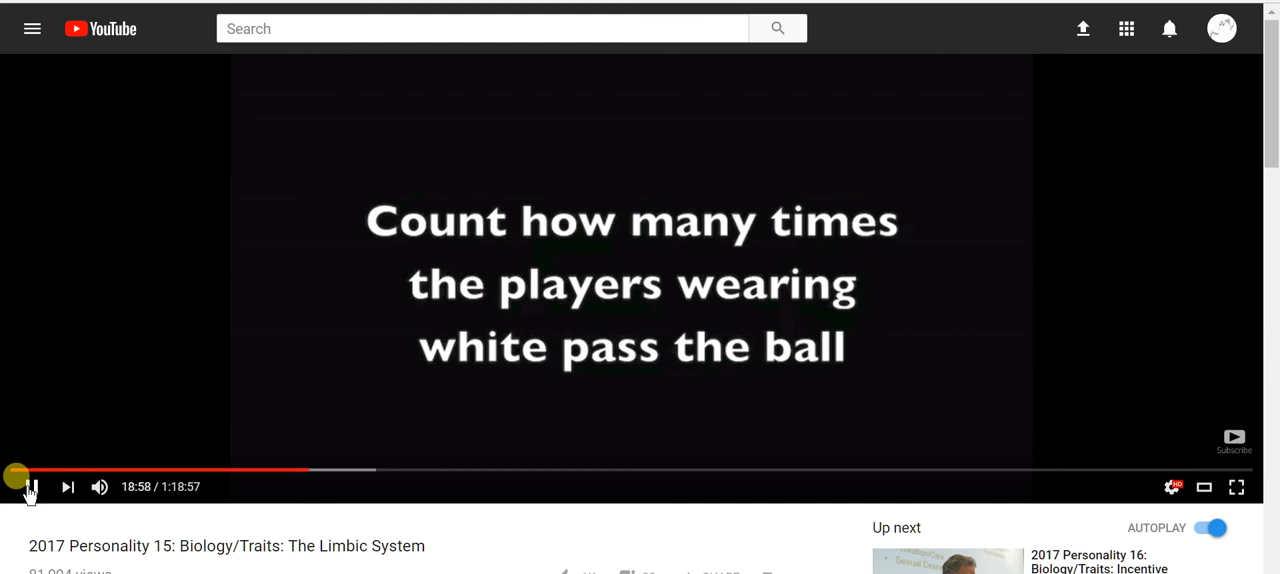 YouTube
Search
Count how many times
the players wearing
white pass the ball
Subscribe
18:58 / 1:18:57
HD
Up next
AUTOPLAY
2017 Personality 15: Biology/Traits: The Limbic System
2017 Personality 16:
Biology/Traits: Incentive